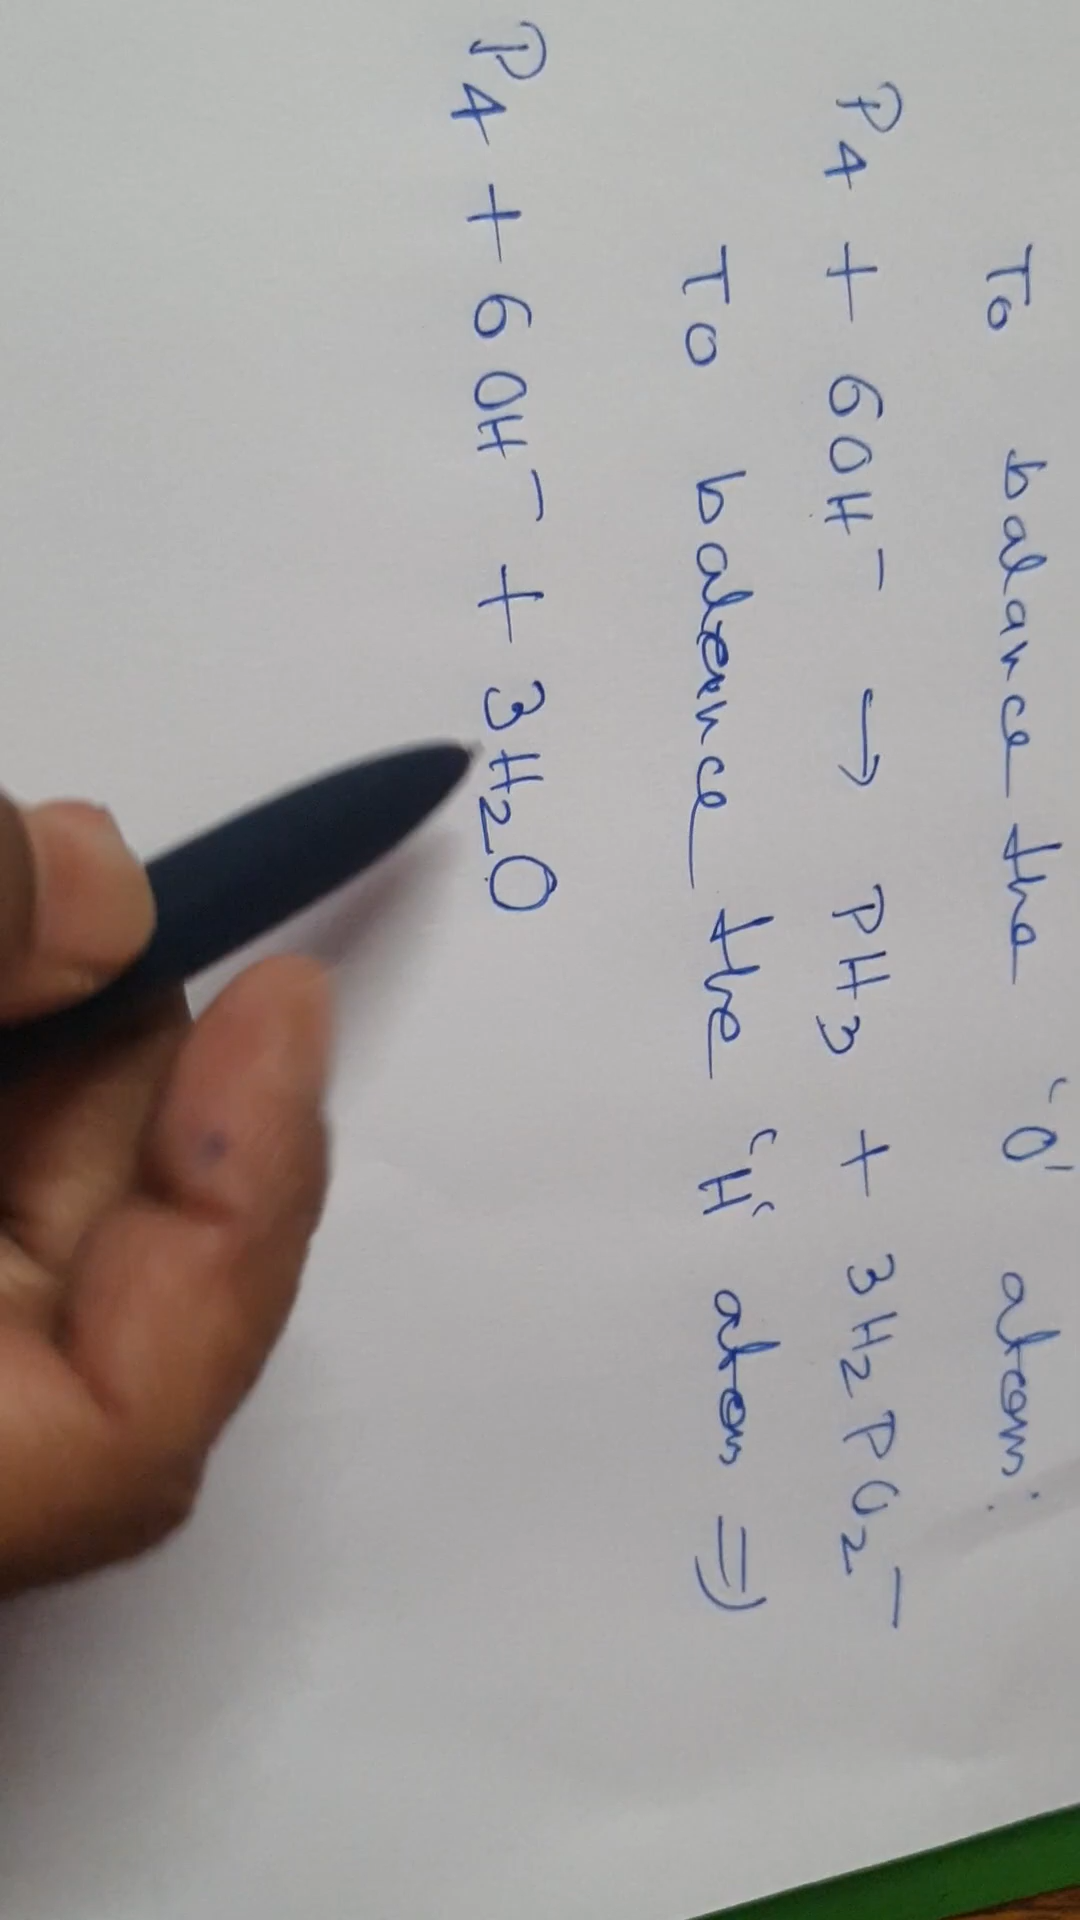 To balance the 'O' atom:
P4 + 6OH⁻ → PH3 + 3H2PO2⁻
To balance the "H" atom ⇒
P4 + 6OH⁻ + 3H2O